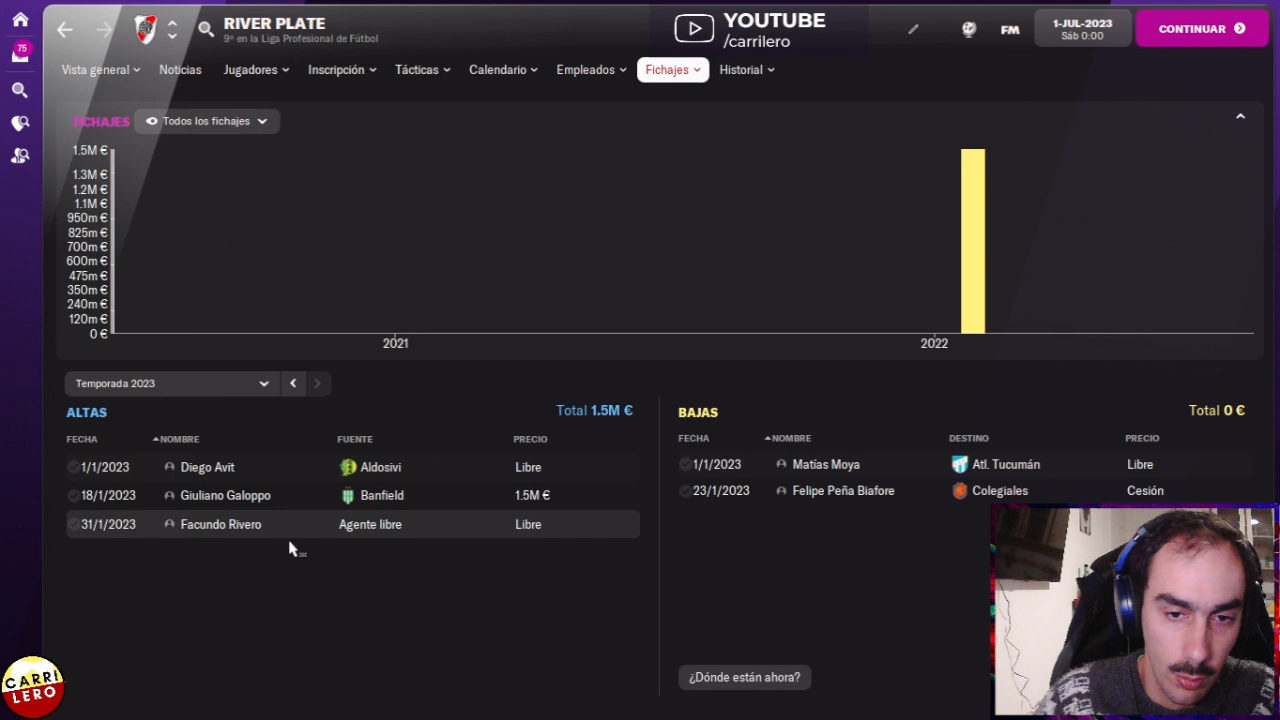 RIVER PLATE
9º en la Liga Profesional de Fútbol
YOUTUBE
/carrilero
FM
1-JUL-2023
Sáb 0:00
CONTINUAR
75
Vista general
Noticias
Jugadores
Inscripción
Tácticas
Calendario
Empleados
Fichajes
Historial
FICHAJES
Todos los fichajes
1.5M €
1.3M €
1.2M €
1.1M €
950m €
825m €
700m €
600m €
475m €
350m €
240m €
120m €
0 €
2021
2022
Temporada 2023
ALTAS
Total 1.5M €
FECHA NOMBRE FUENTE PRECIO
1/1/2023 Diego Avit Aldosivi Libre
18/1/2023 Giuliano Galoppo Banfield 1.5M €
31/1/2023 Facundo Rivero Agente libre Libre
BAJAS
Total 0 €
FECHA NOMBRE DESTINO PRECIO
1/1/2023 Matías Moya Atl. Tucumán Libre
23/1/2023 Felipe Peña Biafore Colegiales Cesión
¿Dónde están ahora?
CARRI
LERO